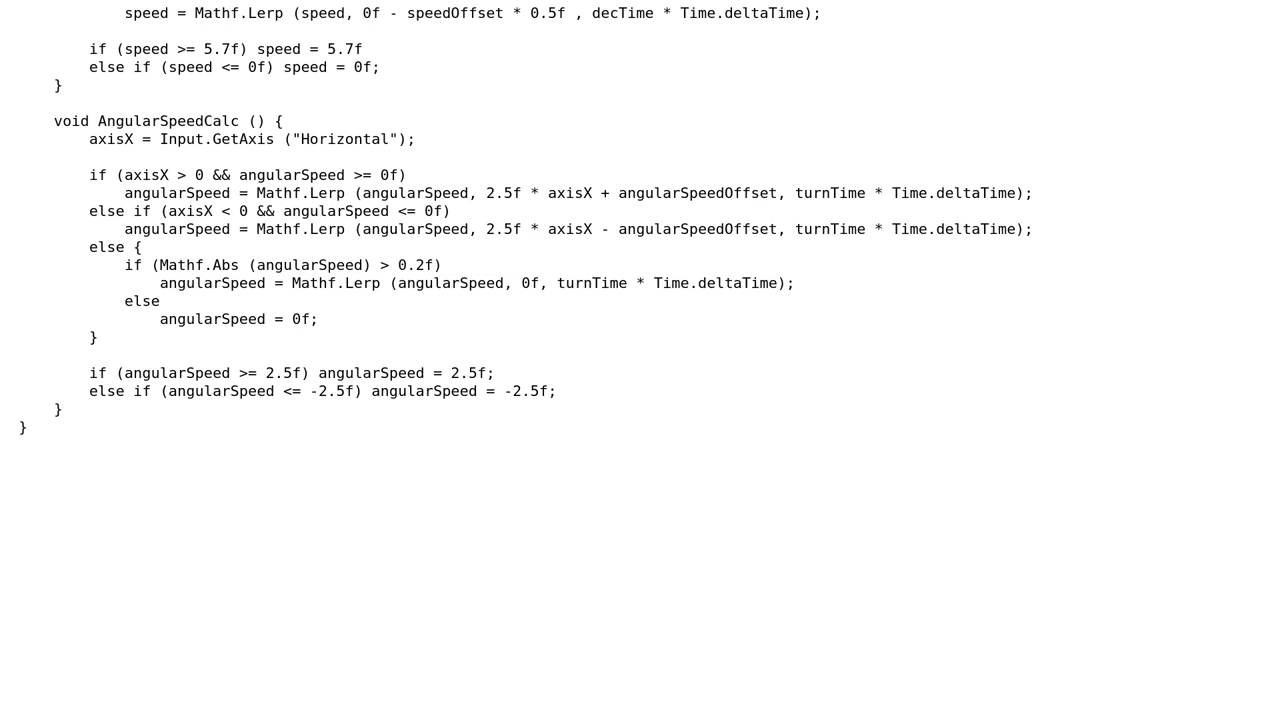 speed = Mathf.Lerp (speed, 0f - speedOffset * 0.5f , decTime * Time.deltaTime);
if (speed >= 5.7f) speed = 5.7f
else if (speed <= 0f) speed = 0f;
}
void AngularSpeedCalc () {
axisX = Input.GetAxis ("Horizontal");
if (axisX > 0 && angularSpeed >= 0f)
angularSpeed = Mathf.Lerp (angularSpeed, 2.5f * axisX + angularSpeedOffset, turnTime * Time.deltaTime);
else if (axisX < 0 && angularSpeed <= 0f)
angularSpeed = Mathf.Lerp (angularSpeed, 2.5f * axisX - angularSpeedOffset, turnTime * Time.deltaTime);
else {
if (Mathf.Abs (angularSpeed) > 0.2f)
angularSpeed = Mathf.Lerp (angularSpeed, 0f, turnTime * Time.deltaTime);
else
angularSpeed = 0f;
}
if (angularSpeed >= 2.5f) angularSpeed = 2.5f;
else if (angularSpeed <= -2.5f) angularSpeed = -2.5f;
}
}